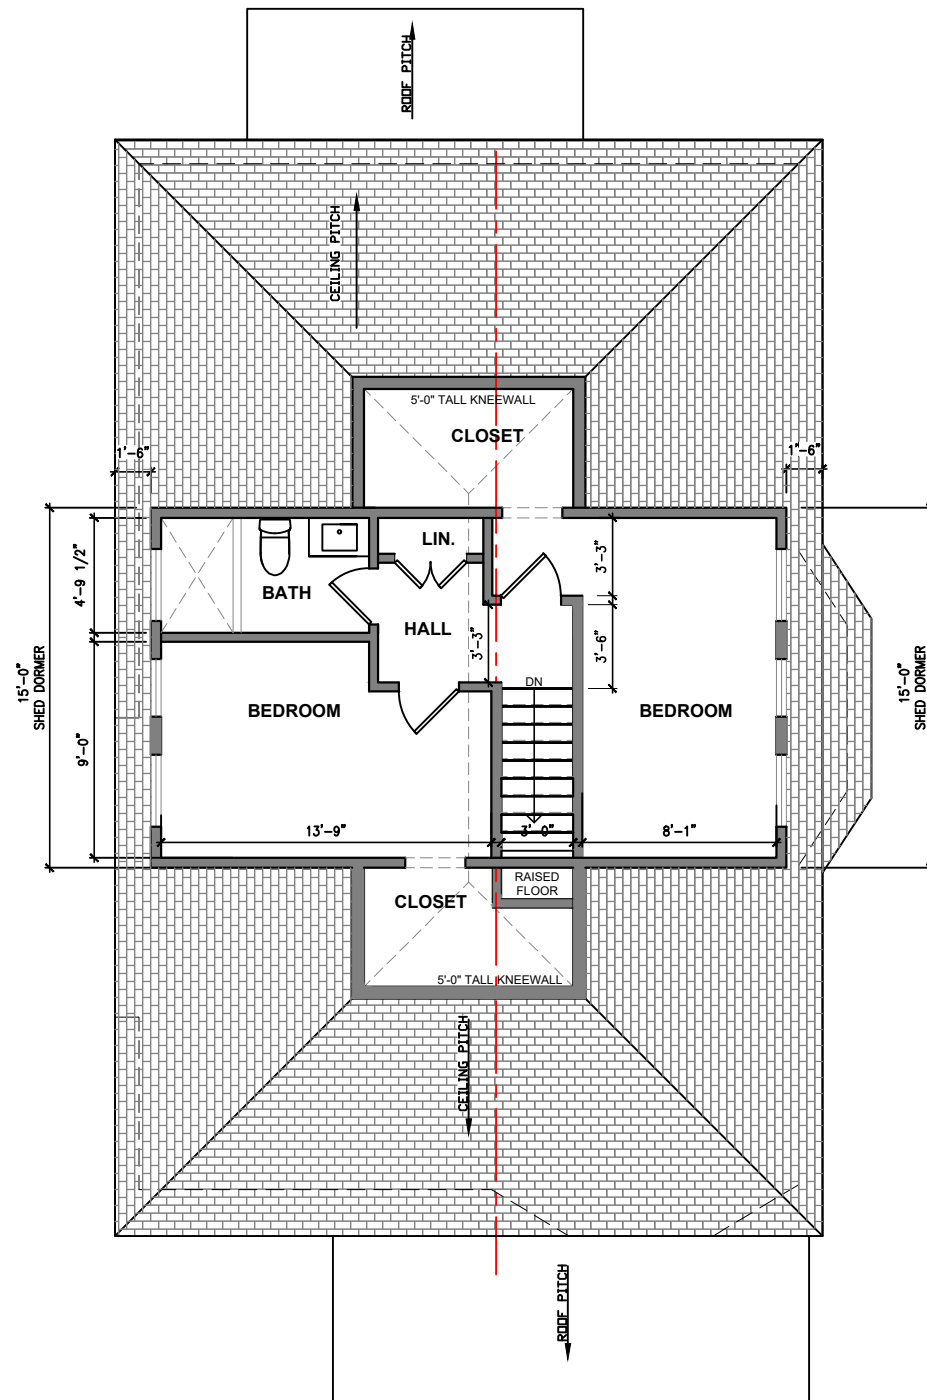 ROOF PITCH
CEILING PITCH
5'-0" TALL KNEEWALL
CLOSET
1'-6"
1'-6"
4'-9 1/2"
LIN.
3'-3"
BATH
HALL
3'-3"
3'-6"
15'-0"
SHED DORMER
DN
15'-0"
SHED DORMER
BEDROOM
BEDROOM
9'-0"
13'-9"
3'-0"
8'-1"
RAISED
FLOOR
CLOSET
5'-0" TALL KNEEWALL
CEILING PITCH
ROOF PITCH